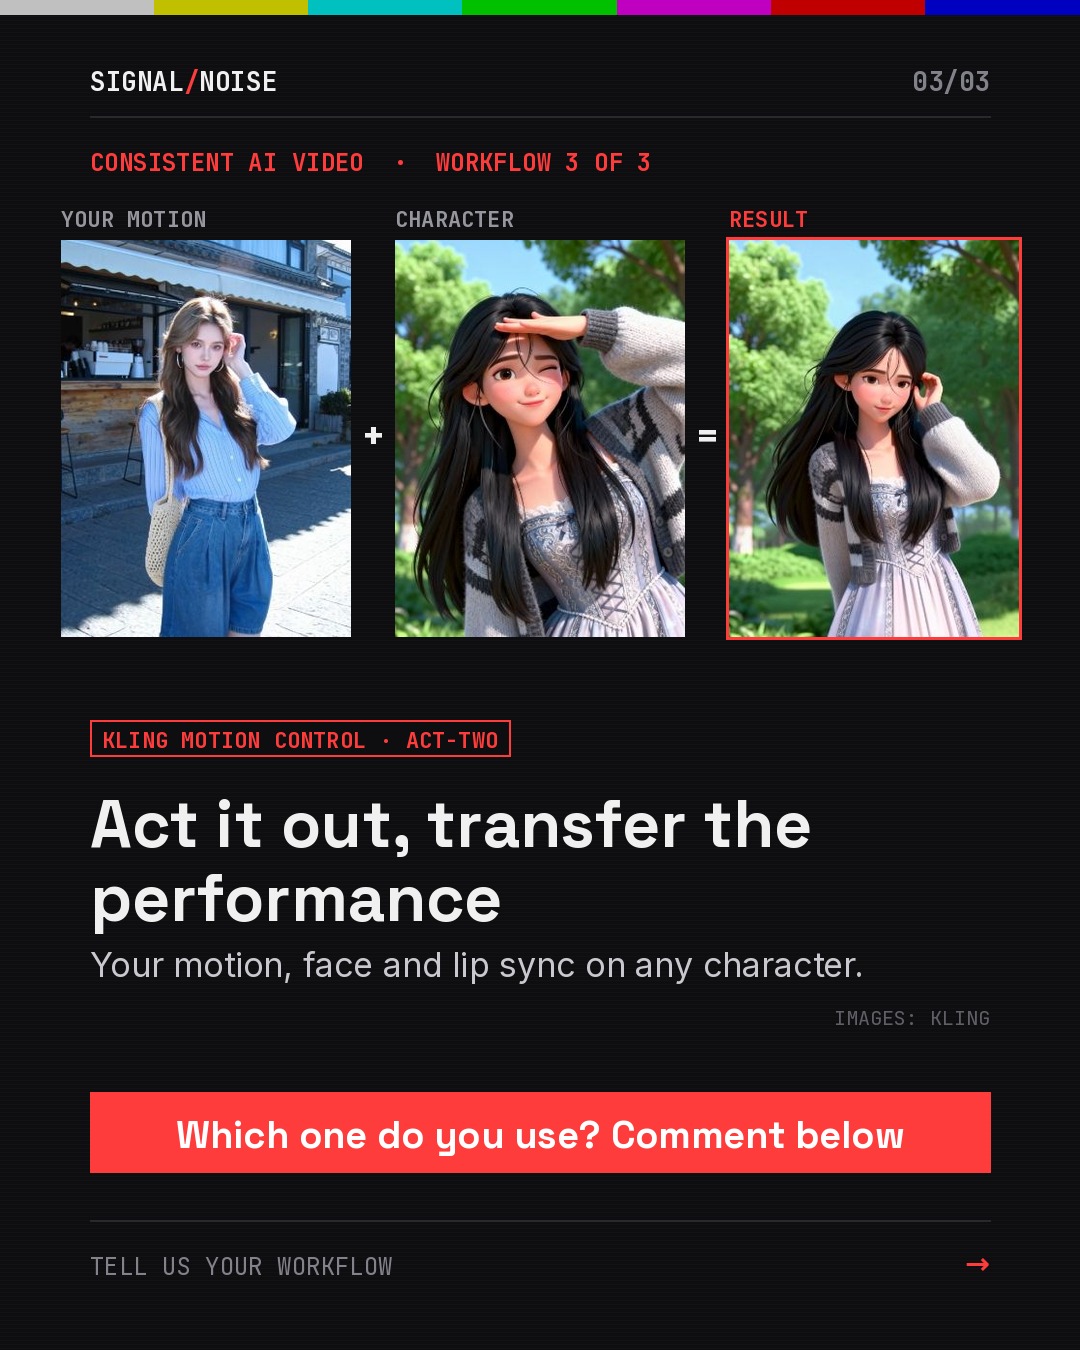 SIGNAL/NOISE
03/03
CONSISTENT AI VIDEO · WORKFLOW 3 OF 3
YOUR MOTION
CHARACTER
RESULT
+
=
KLING MOTION CONTROL · ACT-TWO
Act it out, transfer the
performance
Your motion, face and lip sync on any character.
IMAGES: KLING
Which one do you use? Comment below
TELL US YOUR WORKFLOW
→